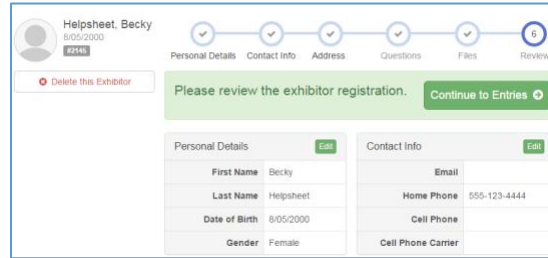 Helpsheet, Becky
8/05/2000
#2145
Delete this Exhibitor
Personal Details Contact Info Address Questions Files Review
6
Please review the exhibitor registration.
Continue to Entries
Personal Details Edit
First Name Becky
Last Name Helpsheet
Date of Birth 8/05/2000
Gender Female
Contact Info Edit
Email
Home Phone 555-123-4444
Cell Phone
Cell Phone Carrier